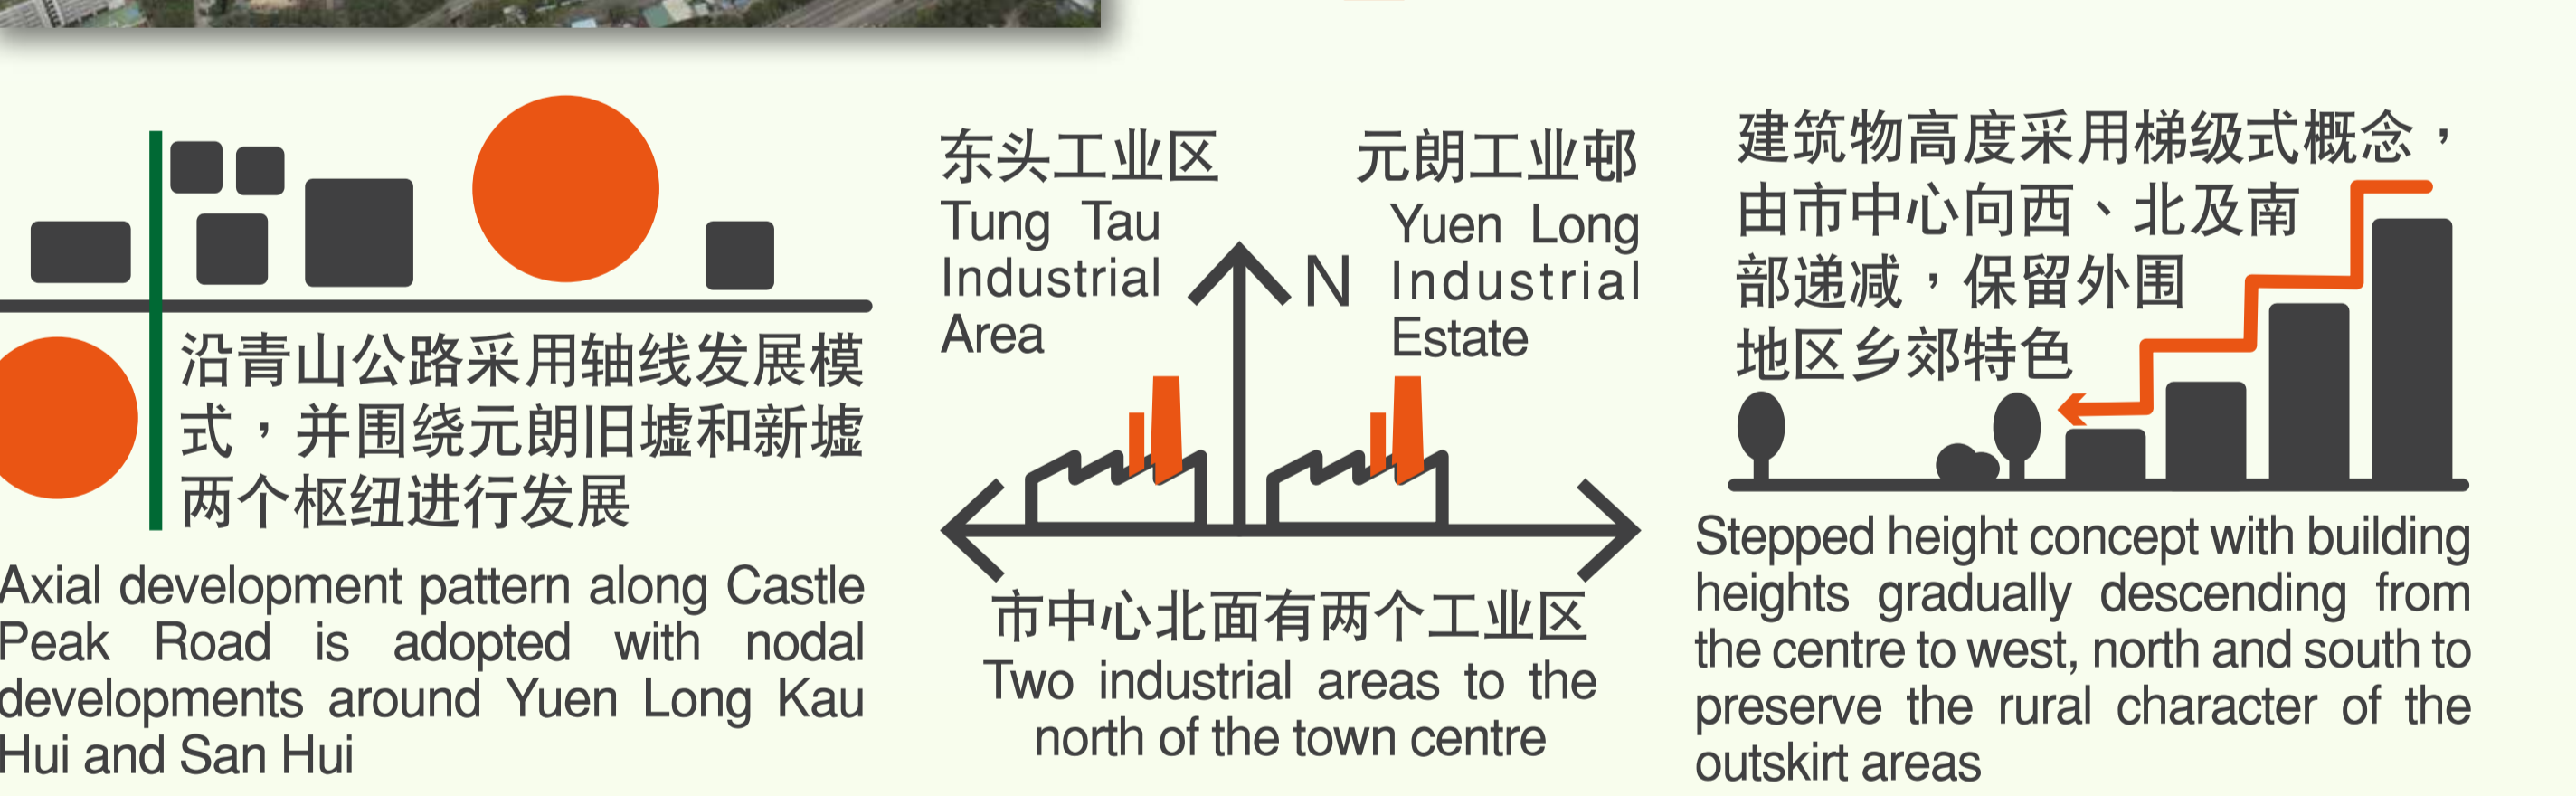 沿青山公路采用轴线发展模
式，并围绕元朗旧墟和新墟
两个枢纽进行发展
Axial development pattern along Castle
Peak Road is adopted with nodal
developments around Yuen Long Kau
Hui and San Hui
东头工业区
Tung Tau
Industrial
Area
元朗工业邨
Yuen Long
Industrial
Estate
N
市中心北面有两个工业区
Two industrial areas to the
north of the town centre
建筑物高度采用梯级式概念，
由市中心向西、北及南
部递减，保留外围
地区乡郊特色
Stepped height concept with building
heights gradually descending from
the centre to west, north and south to
preserve the rural character of the
outskirt areas